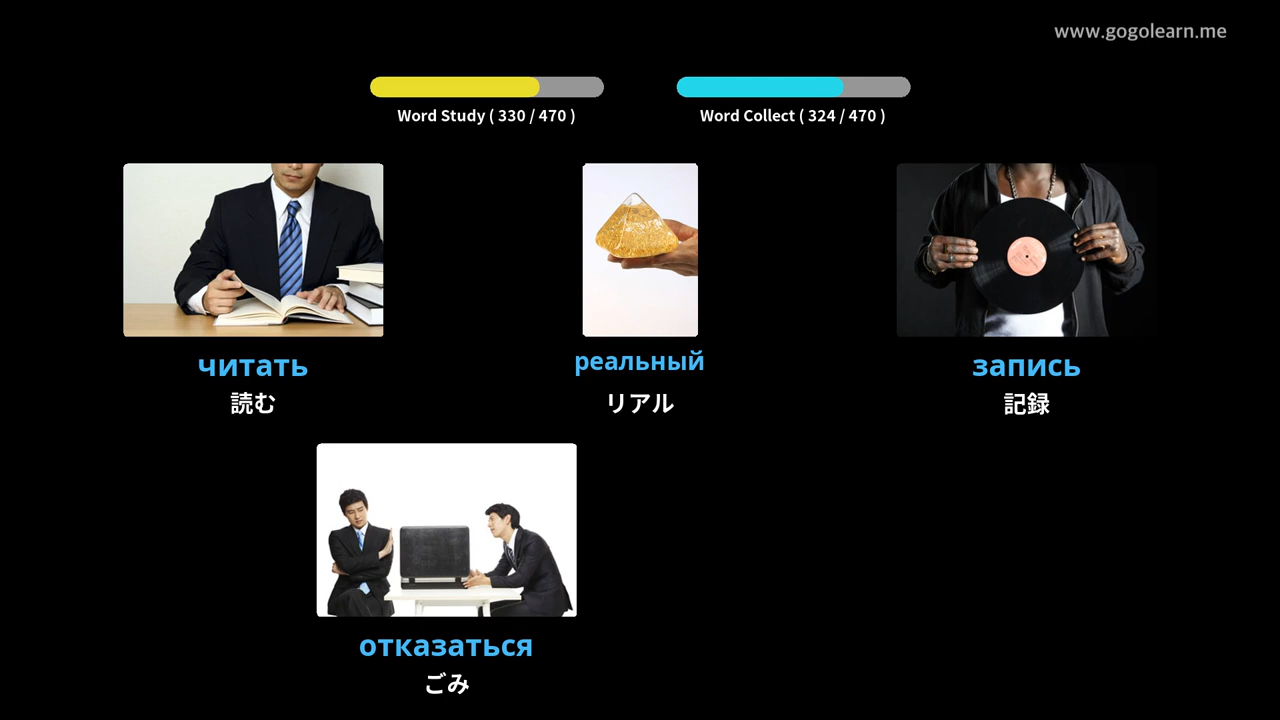 www.gogolearn.me
Word Study ( 330 / 470 )
Word Collect ( 324 / 470 )
читать
読む
реальный
リアル
запись
記録
отказаться
ごみ